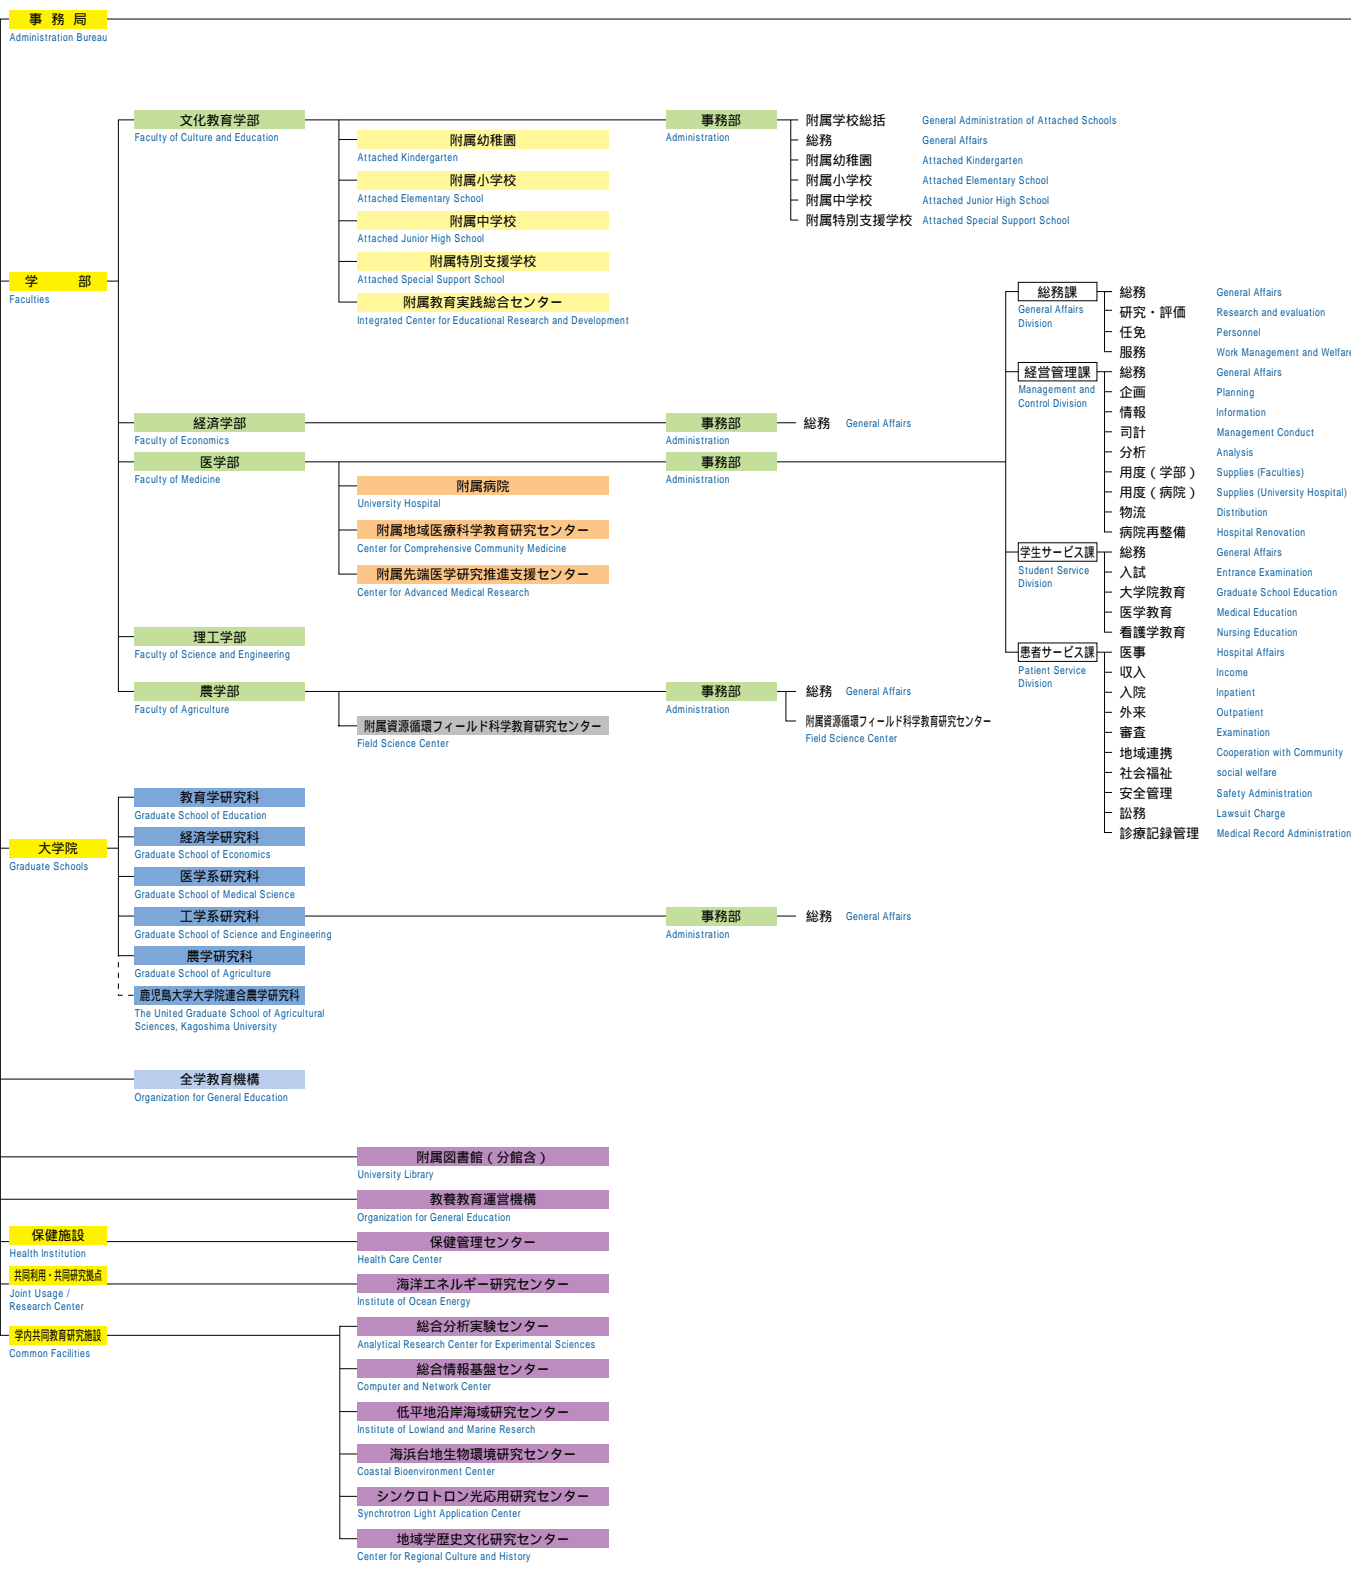 事務局
Administration Bureau
文化教育学部
Faculty of Culture and Education
附属幼稚園
Attached Kindergarten
附属小学校
Attached Elementary School
附属中学校
Attached Junior High School
附属特別支援学校
Attached Special Support School
附属教育実践総合センター
Integrated Center for Educational Research and Development
事務部
Administration
附属学校総括 General Administration of Attached Schools
総務 General Affairs
附属幼稚園 Attached Kindergarten
附属小学校 Attached Elementary School
附属中学校 Attached Junior High School
附属特別支援学校 Attached Special Support School
学部
Faculties
経済学部
Faculty of Economics
事務部
Administration
総務 General Affairs
医学部
Faculty of Medicine
附属病院
University Hospital
附属地域医療科学教育研究センター
Center for Comprehensive Community Medicine
附属先端医学研究推進支援センター
Center for Advanced Medical Research
事務部
Administration
総務課
General Affairs
Division
総務 General Affairs
研究・評価 Research and evaluation
任免 Personnel
服務 Work Management and Welfare
経営管理課
Management and
Control Division
総務 General Affairs
企画 Planning
情報 Information
司計 Management Conduct
分析 Analysis
用度(学部) Supplies (Faculties)
用度(病院) Supplies (University Hospital)
物流 Distribution
病院再整備 Hospital Renovation
学生サービス課
Student Service
Division
総務 General Affairs
入試 Entrance Examination
大学院教育 Graduate School Education
医学教育 Medical Education
看護学教育 Nursing Education
患者サービス課
Patient Service
Division
医事 Hospital Affairs
収入 Income
入院 Inpatient
外来 Outpatient
審査 Examination
地域連携 Cooperation with Community
社会福祉 social welfare
安全管理 Safety Administration
訟務 Lawsuit Charge
診療記録管理 Medical Record Administration
理工学部
Faculty of Science and Engineering
農学部
Faculty of Agriculture
附属資源循環フィールド科学教育研究センター
Field Science Center
事務部
Administration
総務 General Affairs
附属資源循環フィールド科学教育研究センター
Field Science Center
大学院
Graduate Schools
教育学研究科
Graduate School of Education
経済学研究科
Graduate School of Economics
医学系研究科
Graduate School of Medical Science
工学系研究科
Graduate School of Science and Engineering
事務部
Administration
総務 General Affairs
農学研究科
Graduate School of Agriculture
鹿児島大学大学院連合農学研究科
The United Graduate School of Agricultural
Sciences, Kagoshima University
全学教育機構
Organization for General Education
附属図書館(分館含)
University Library
教養教育運営機構
Organization for General Education
保健施設
Health Institution
保健管理センター
Health Care Center
共同利用・共同研究拠点
Joint Usage /
Research Center
海洋エネルギー研究センター
Institute of Ocean Energy
学内共同教育研究施設
Common Facilities
総合分析実験センター
Analytical Research Center for Experimental Sciences
総合情報基盤センター
Computer and Network Center
低平地沿岸海域研究センター
Institute of Lowland and Marine Reserch
海浜台地生物環境研究センター
Coastal Bioenvironment Center
シンクロトロン光応用研究センター
Synchrotron Light Application Center
地域学歴史文化研究センター
Center for Regional Culture and History